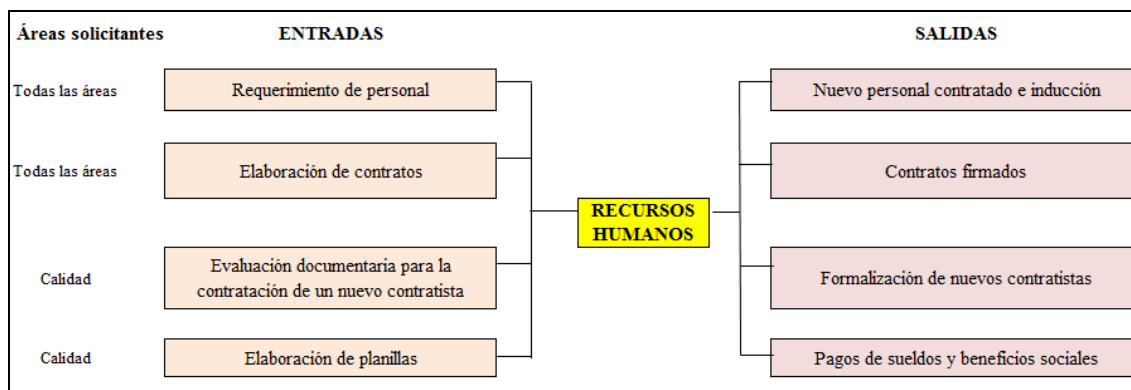 Áreas solicitantes
ENTRADAS
SALIDAS
Todas las áreas
Requerimiento de personal
Nuevo personal contratado e inducción
Todas las áreas
Elaboración de contratos
Contratos firmados
RECURSOS
HUMANOS
Calidad
Evaluación documentaria para la
contratación de un nuevo contratista
Formalización de nuevos contratistas
Calidad
Elaboración de planillas
Pagos de sueldos y beneficios sociales